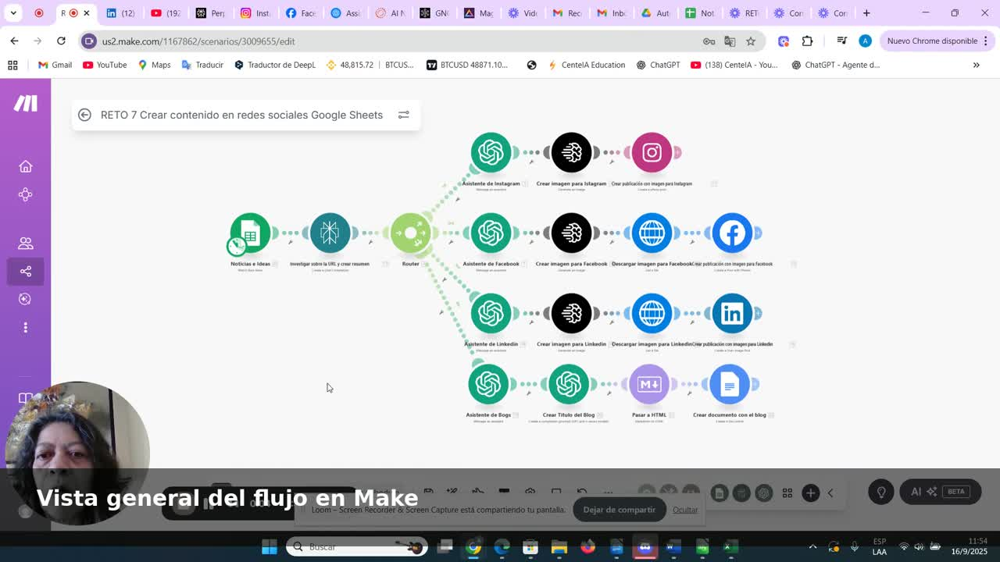 (12)
(19)
us2.make.com/1167862/scenarios/3009655/edit
A
Nuevo Chrome disponible
Gmail
YouTube
Maps
Traducir
Traductor de DeepL
48,815.72 | BTCUS...
BTCUSD 48871.10...
CenteIA Education
ChatGPT
(138) CenteIA - You...
ChatGPT - Agente d...
RETO 7 Crear contenido en redes sociales Google Sheets
Asistente de Instagram
Crear imagen para Istagram
Crear publicación con imagen para Instagram
Noticias e Ideas
Investigar sobre la URL y crear resumen
Router
Asistente de Facebook
Crear imagen para Facebook
Descargar imagen para Facebook
Crear publicación con imagen para Facebook
Asistente de Linkedin
Crear imagen para Linkedin
Descargar imagen para Linkedin
Crear publicación con imagen para Linkedin
Asistente de Bogs
Crear Titulo del Blog
Pasar a HTML
Crear documento con el blog
Vista general del flujo en Make
Loom – Screen Recorder & Screen Capture está compartiendo tu pantalla.
Dejar de compartir
Ocultar
AI
BETA
Buscar
ESP
LAA
11:54
16/9/2025